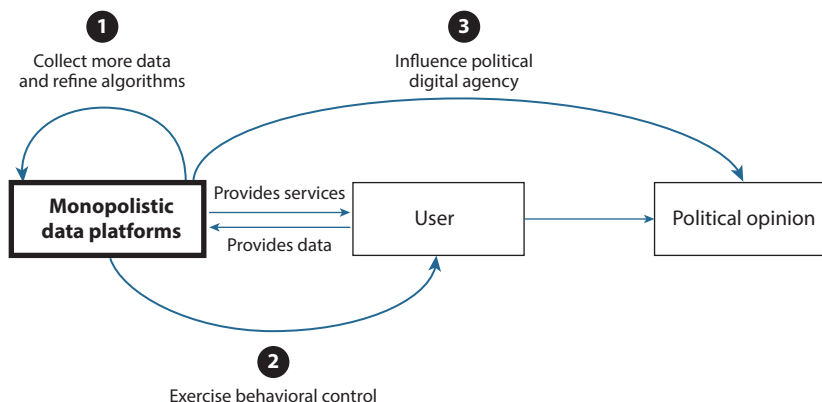 1
Collect more data
and refine algorithms
3
Influence political
digital agency
Monopolistic
data platforms
Provides services
Provides data
User
Political opinion
2
Exercise behavioral control